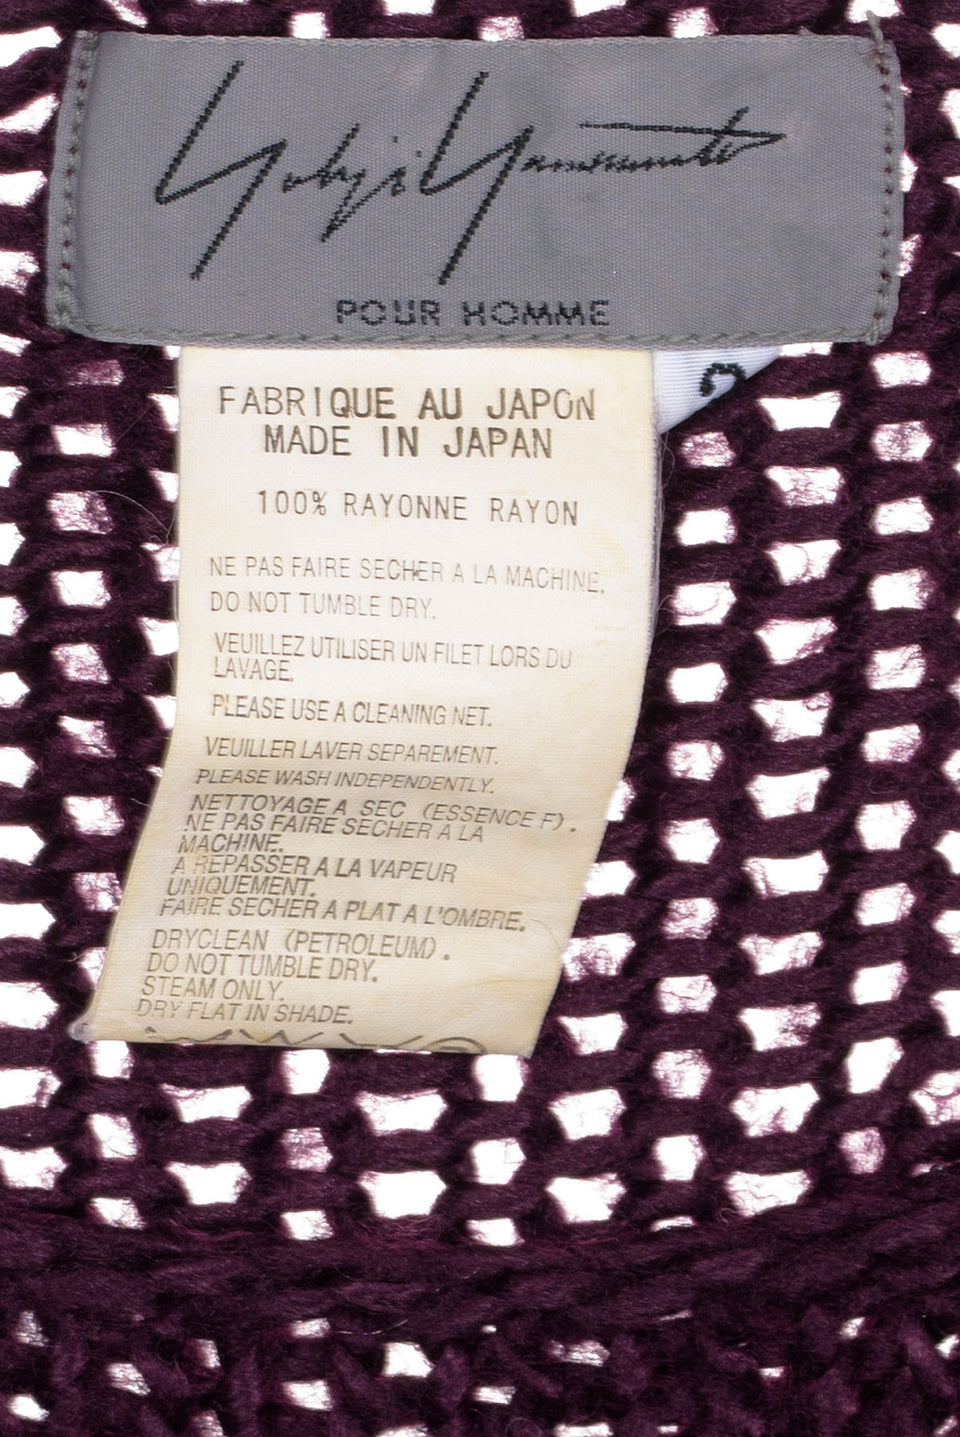 Yohji Yamamoto
POUR HOMME
FABRIQUE AU JAPON
MADE IN JAPAN
100% RAYONNE RAYON
NE PAS FAIRE SECHER A LA MACHINE.
DO NOT TUMBLE DRY.
VEUILLEZ UTILISER UN FILET LORS DU
LAVAGE.
PLEASE USE A CLEANING NET.
VEUILLER LAVER SEPAREMENT.
PLEASE WASH INDEPENDENTLY.
NETTOYAGE A SEC (ESSENCE F).
NE PAS FAIRE SECHER A LA
MACHINE.
A REPASSER A LA VAPEUR
UNIQUEMENT.
FAIRE SECHER A PLAT A L'OMBRE.
DRYCLEAN (PETROLEUM).
DO NOT TUMBLE DRY.
STEAM ONLY.
DRY FLAT IN SHADE.